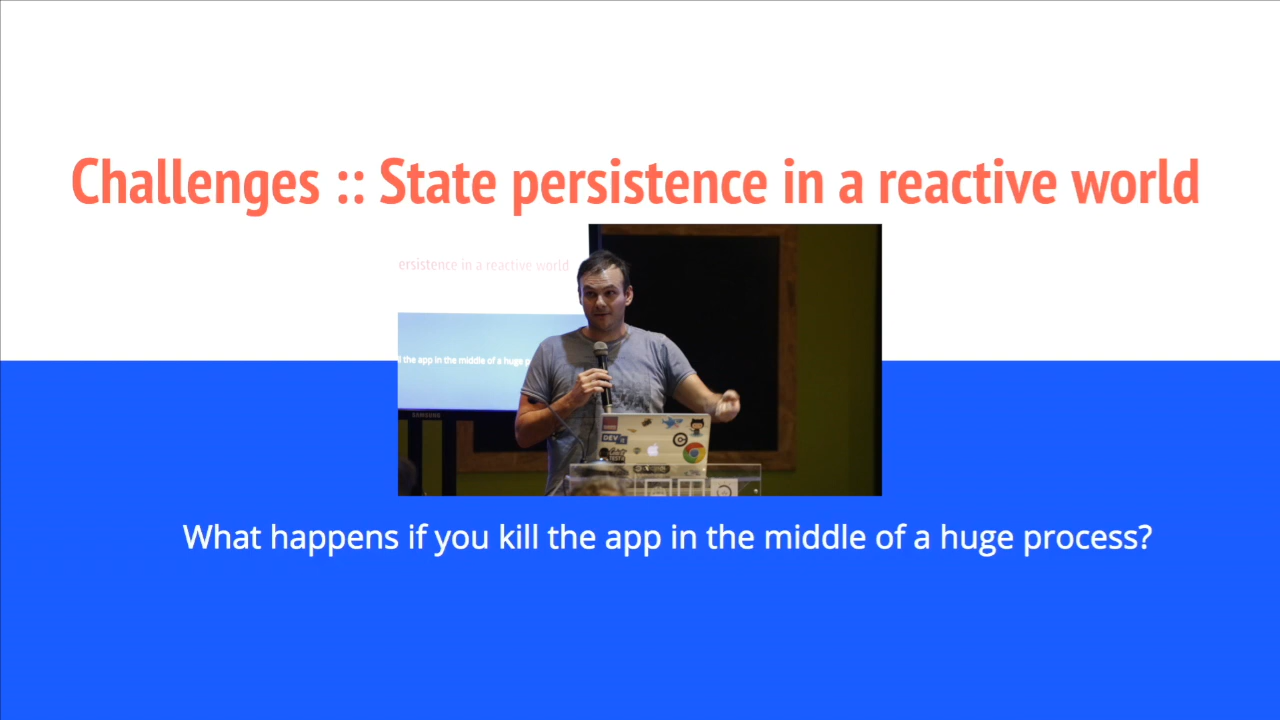 Challenges :: State persistence in a reactive world
ersistence in a reactive world
the app in the middle of a huge p
SAMSUNG
DEV
What happens if you kill the app in the middle of a huge process?